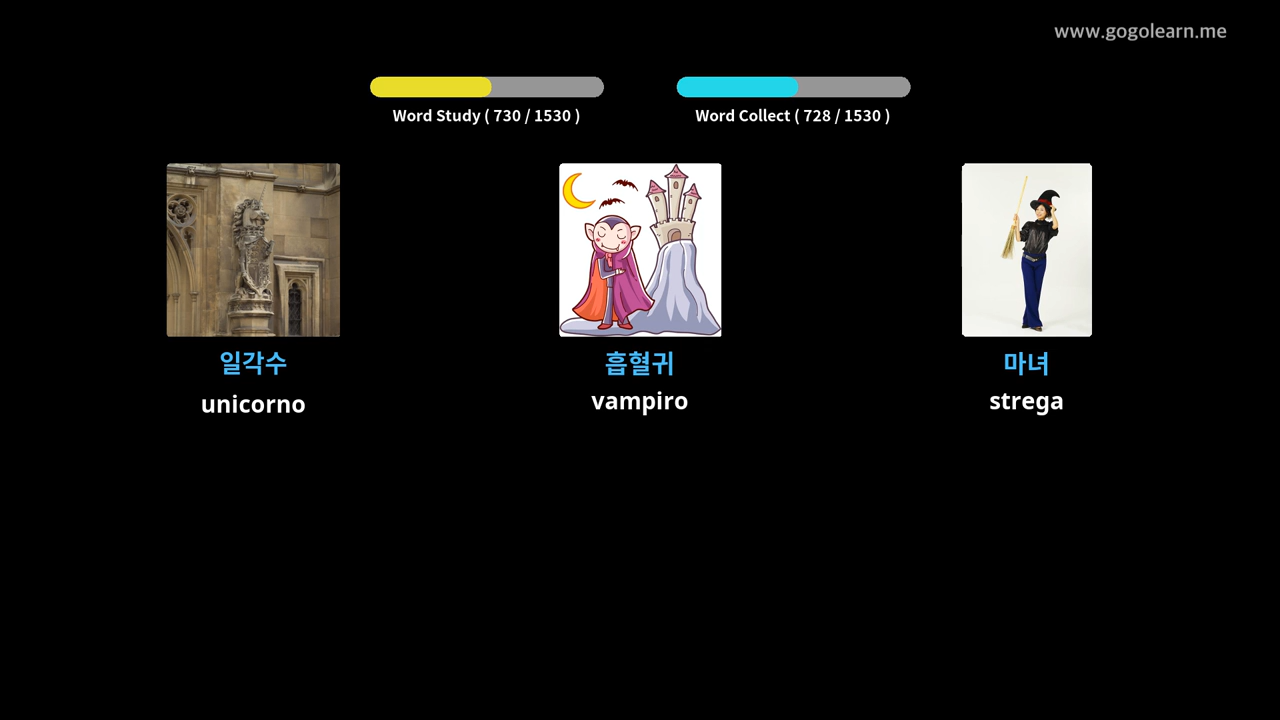 www.gogolearn.me
Word Study ( 730 / 1530 )
Word Collect ( 728 / 1530 )
일각수
흡혈귀
마녀
unicorno
vampiro
strega